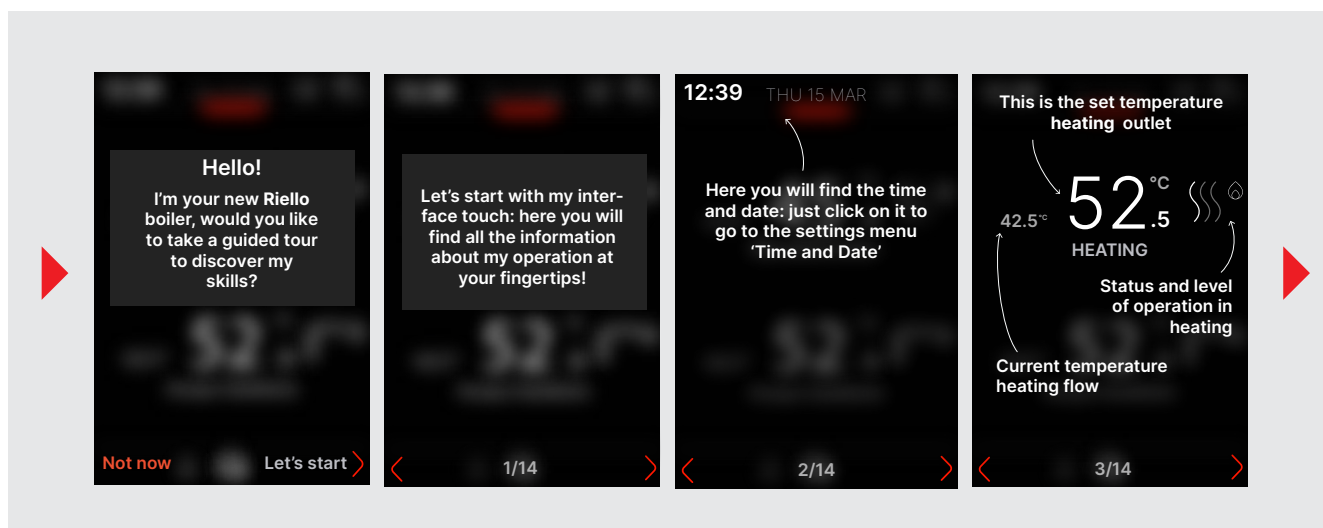 Hello!
I'm your new Riello
boiler, would you like
to take a guided tour
to discover my
skills?
Not now
Let's start
Let's start with my inter-
face touch: here you will
find all the information
about my operation at
your fingertips!
1/14
12:39 THU 15 MAR
Here you will find the time
and date: just click on it to
go to the settings menu
'Time and Date'
2/14
This is the set temperature
heating outlet
42.5°C
52.5 °C
HEATING
Status and level
of operation in
heating
Current temperature
heating flow
3/14